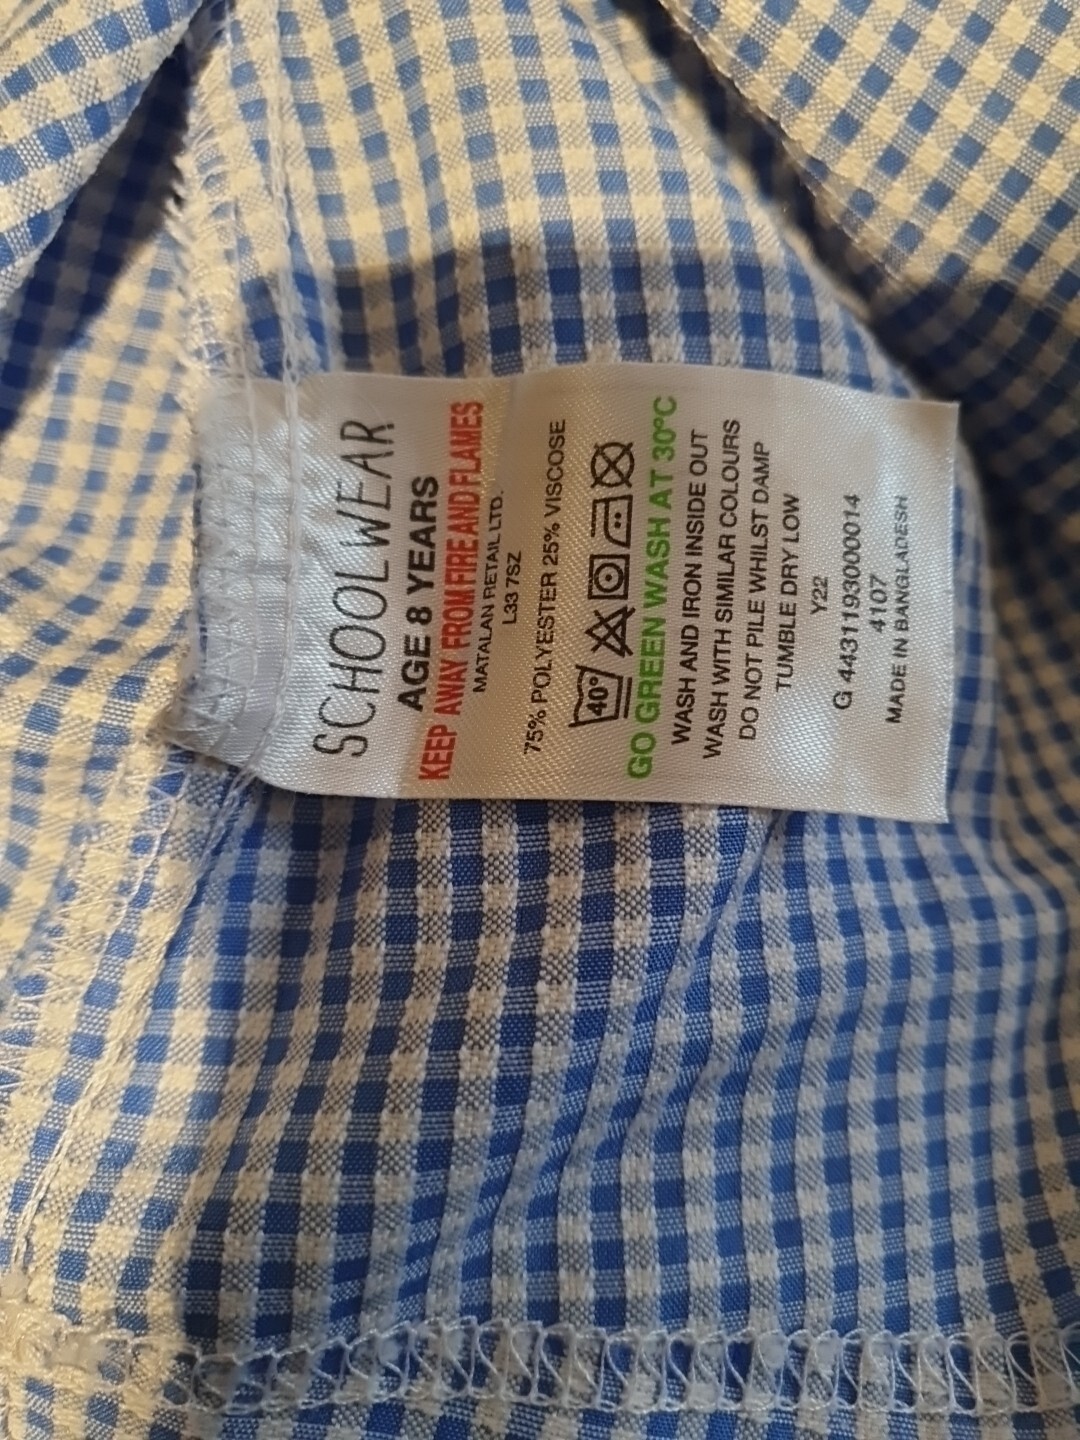 SCHOOLWEAR
AGE 8 YEARS
KEEP AWAY FROM FIRE AND FLAMES
MATALAN RETAIL LTD.
L33 7SZ
75% POLYESTER 25% VISCOSE
40°
GO GREEN WASH AT 30°C
WASH AND IRON INSIDE OUT
WASH WITH SIMILAR COLOURS
DO NOT PILE WHILST DAMP
TUMBLE DRY LOW
Y22
G 4431193000014
4107
MADE IN BANGLADESH